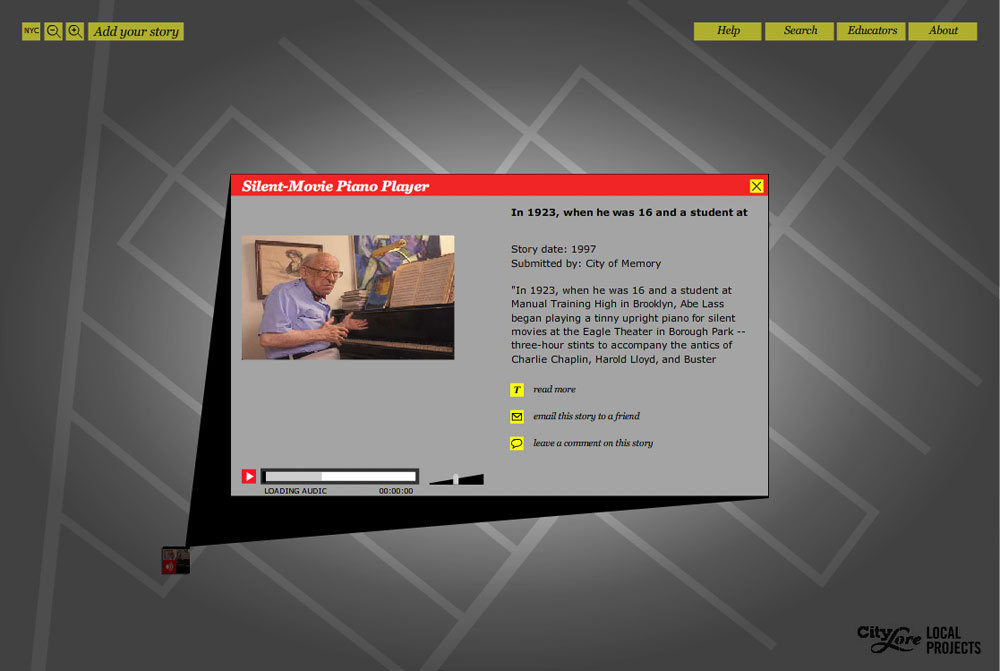 NYC
Add your story
Help
Search
Educators
About
Silent-Movie Piano Player
In 1923, when he was 16 and a student at
Story date: 1997
Submitted by: City of Memory
"In 1923, when he was 16 and a student at
Manual Training High in Brooklyn, Abe Lass
began playing a tinny upright piano for silent
movies at the Eagle Theater in Borough Park --
three-hour stints to accompany the antics of
Charlie Chaplin, Harold Lloyd, and Buster
T read more
email this story to a friend
leave a comment on this story
LOADING AUDIC 00:00:00
City Lore
LOCAL
PROJECTS